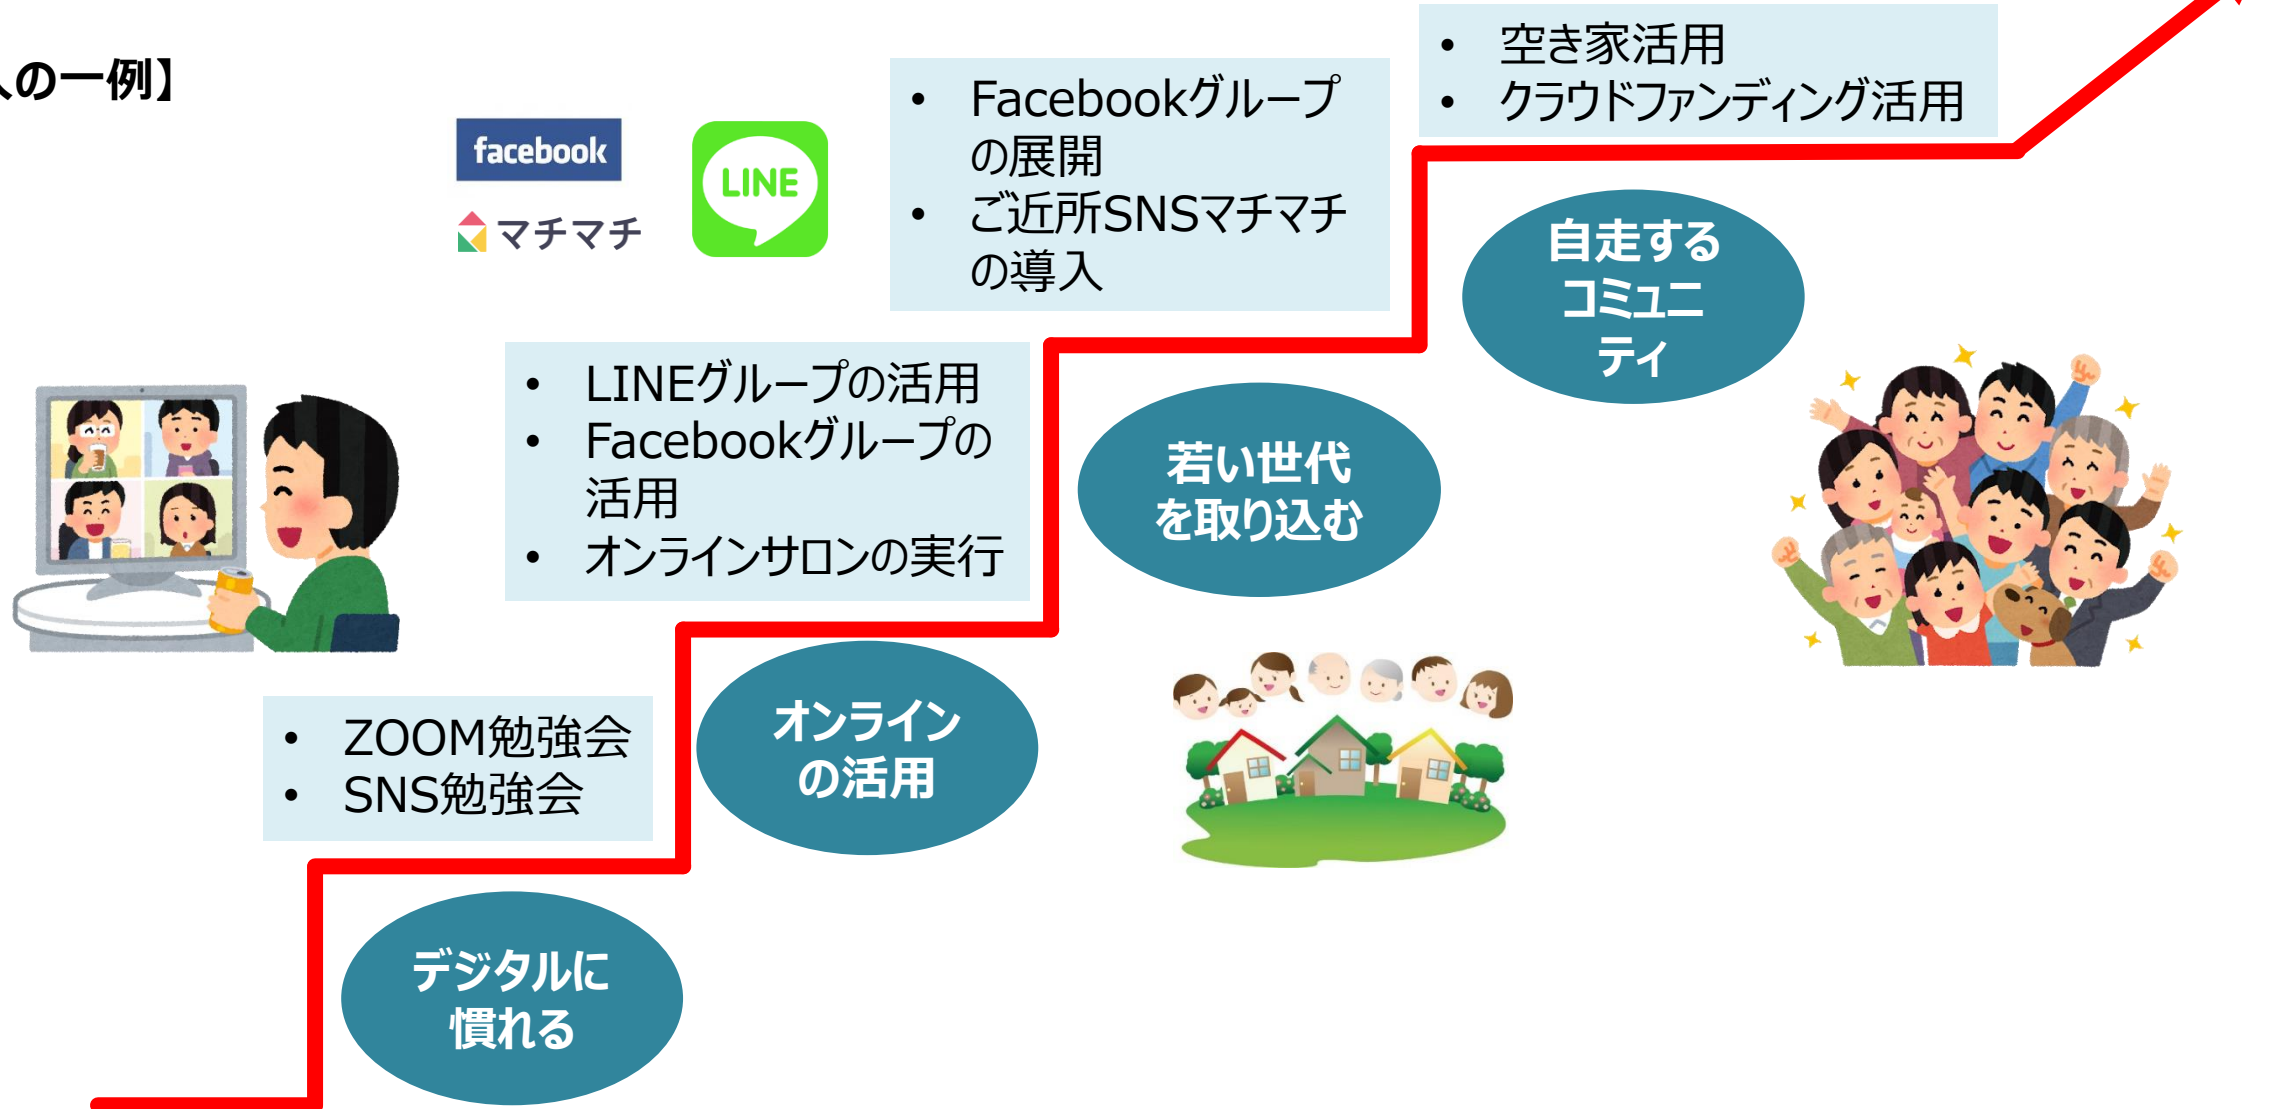 の一例】
facebook
マチマチ
LINE
• 空き家活用
• クラウドファンディング活用
• Facebookグループ
の展開
• ご近所SNSマチマチ
の導入
自走する
コミュニ
ティ
• LINEグループの活用
• Facebookグループの
活用
• オンラインサロンの実行
若い世代
を取り込む
• ZOOM勉強会
• SNS勉強会
オンライン
の活用
デジタルに
慣れる